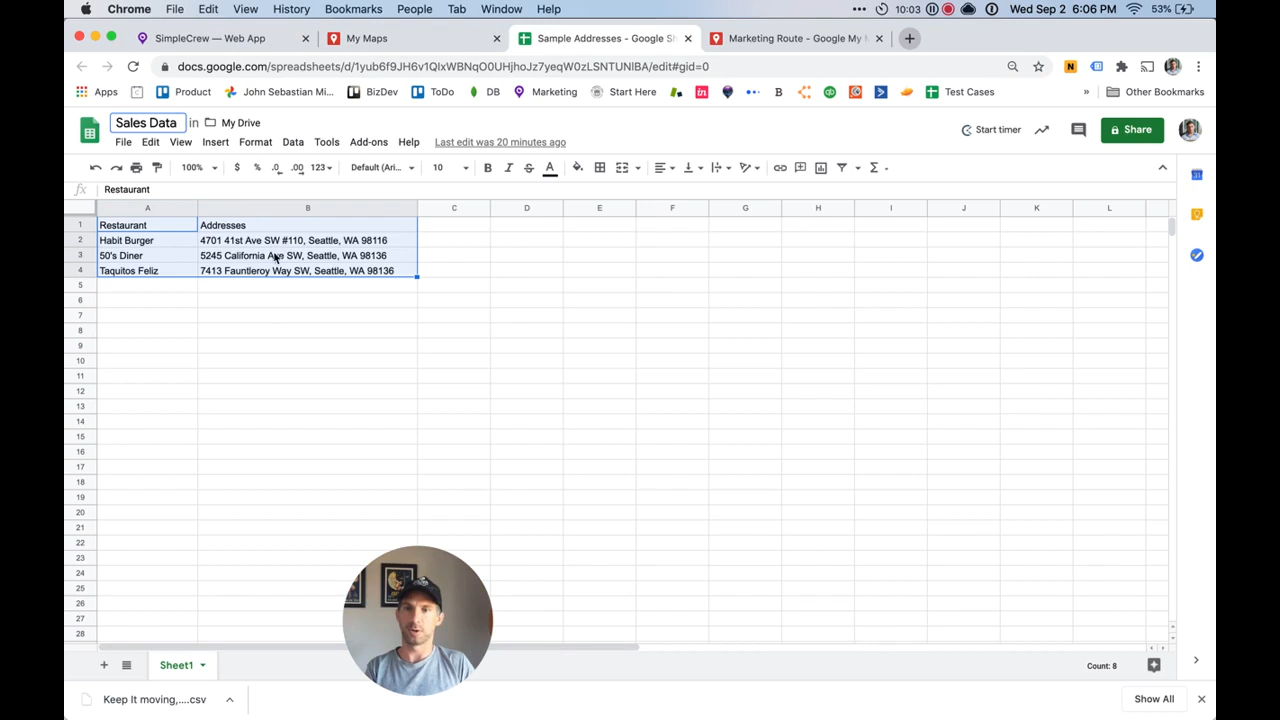 Chrome File Edit View History Bookmarks People Tab Window Help 10:03 Wed Sep 2 6:06 PM 53%
SimpleCrew — Web App My Maps Sample Addresses - Google Sh Marketing Route - Google My M
docs.google.com/spreadsheets/d/1yub6f9JH6v1QIxWBNqO0UHjhoJz7yeqW0zLSNTUNIBA/edit#gid=0
Apps Product John Sebastian Mi... BizDev ToDo DB Marketing Start Here in B Test Cases » Other Bookmarks
Sales Data in My Drive
File Edit View Insert Format Data Tools Add-ons Help Last edit was 20 minutes ago Start timer Share
100% $ % .0 .00 123 Default (Ari... 10 B I S A Σ
fx Restaurant
A B C D E F G H I J K L
1 Restaurant Addresses
2 Habit Burger 4701 41st Ave SW #110, Seattle, WA 98116
3 50's Diner 5245 California Ave SW, Seattle, WA 98136
4 Taquitos Feliz 7413 Fauntleroy Way SW, Seattle, WA 98136
5
6
7
8
9
10
11
12
13
14
15
16
17
18
19
20
21
22
23
24
25
26
27
28
Sheet1 Count: 8
Keep It moving,....csv Show All